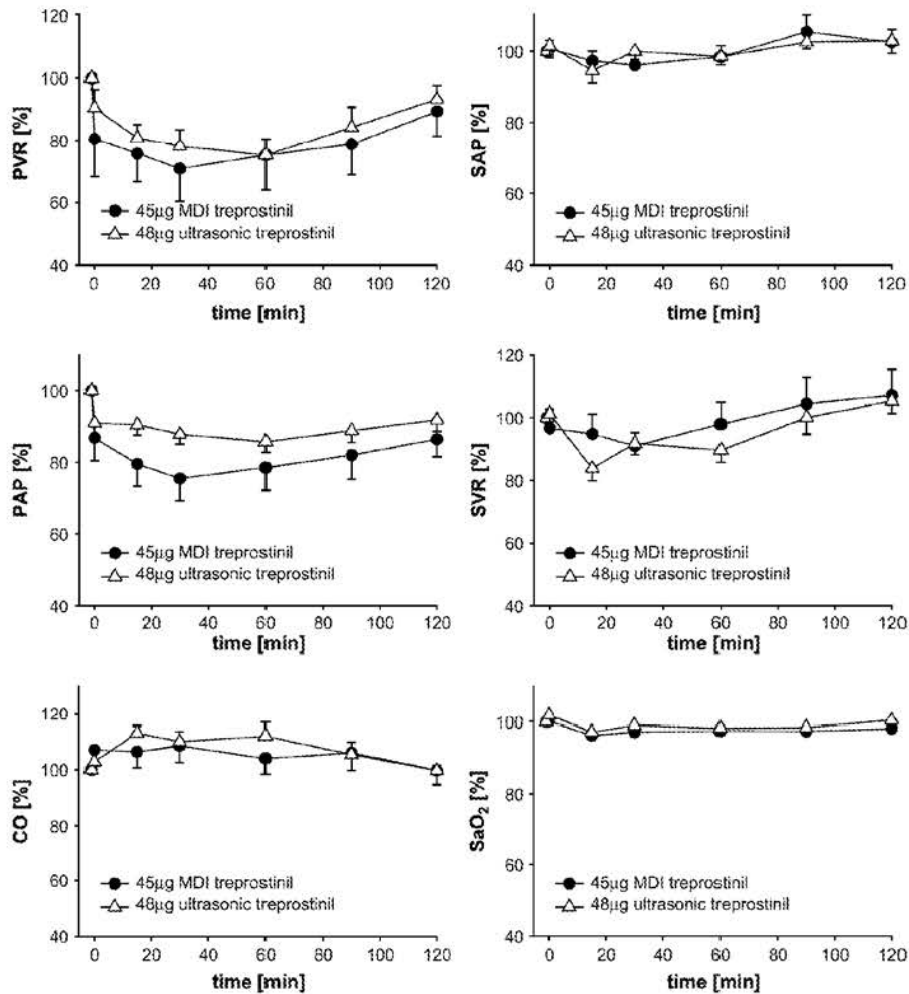 PVR [%]
100
80
60
40
45µg MDI treprostinil
48µg ultrasonic treprostinil
0 20 40 60 80 100 120
time [min]
SAP [%]
100
80
60
40
45µg MDI treprostinil
48µg ultrasonic treprostinil
0 20 40 60 80 100 120
time [min]
PAP [%]
100
80
60
40
45µg MDI treprostinil
48µg ultrasonic treprostinil
0 20 40 60 80 100 120
time [min]
SVR [%]
120
100
80
60
40
45µg MDI treprostinil
48µg ultrasonic treprostinil
0 20 40 60 80 100 120
time [min]
CO [%]
120
100
80
60
40
45µg MDI treprostinil
48µg ultrasonic treprostinil
0 20 40 60 80 100 120
time [min]
SaO₂ [%]
100
80
60
40
45µg MDI treprostinil
48µg ultrasonic treprostinil
0 20 40 60 80 100 120
time [min]